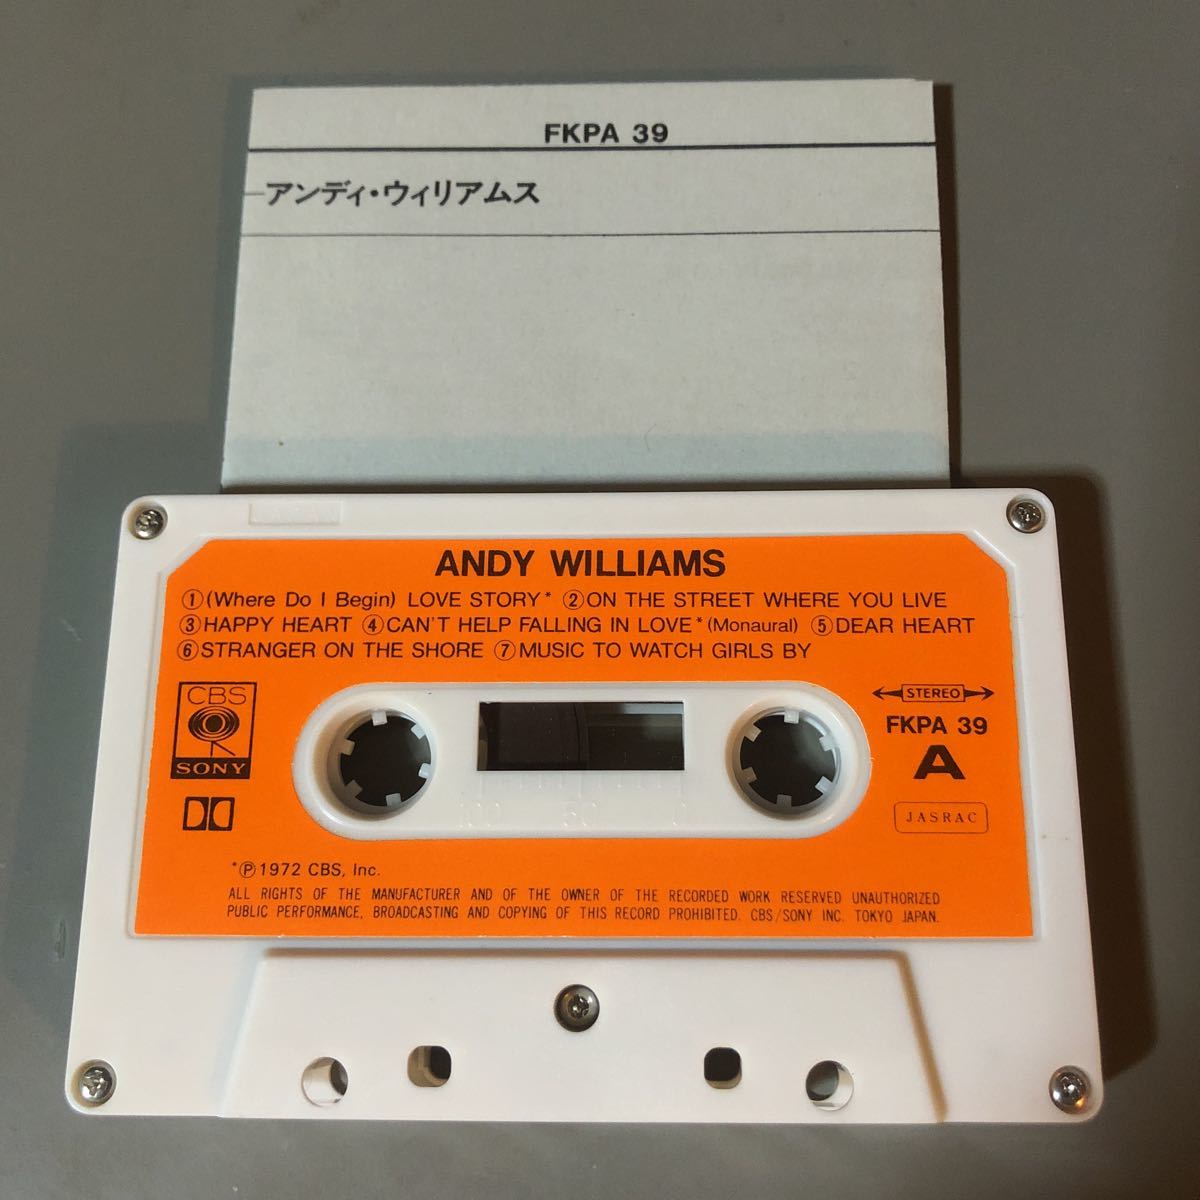 FKPA 39
アンディ・ウィリアムス
ANDY WILLIAMS
①(Where Do I Begin) LOVE STORY* ②ON THE STREET WHERE YOU LIVE
③HAPPY HEART ④CAN'T HELP FALLING IN LOVE*(Monaural) ⑤DEAR HEART
⑥STRANGER ON THE SHORE ⑦MUSIC TO WATCH GIRLS BY
CBS
SONY
STEREO
FKPA 39
A
JASRAC
*Ⓟ1972 CBS, Inc.
ALL RIGHTS OF THE MANUFACTURER AND OF THE OWNER OF THE RECORDED WORK RESERVED UNAUTHORIZED
PUBLIC PERFORMANCE, BROADCASTING AND COPYING OF THIS RECORD PROHIBITED. CBS/SONY INC. TOKYO JAPAN.